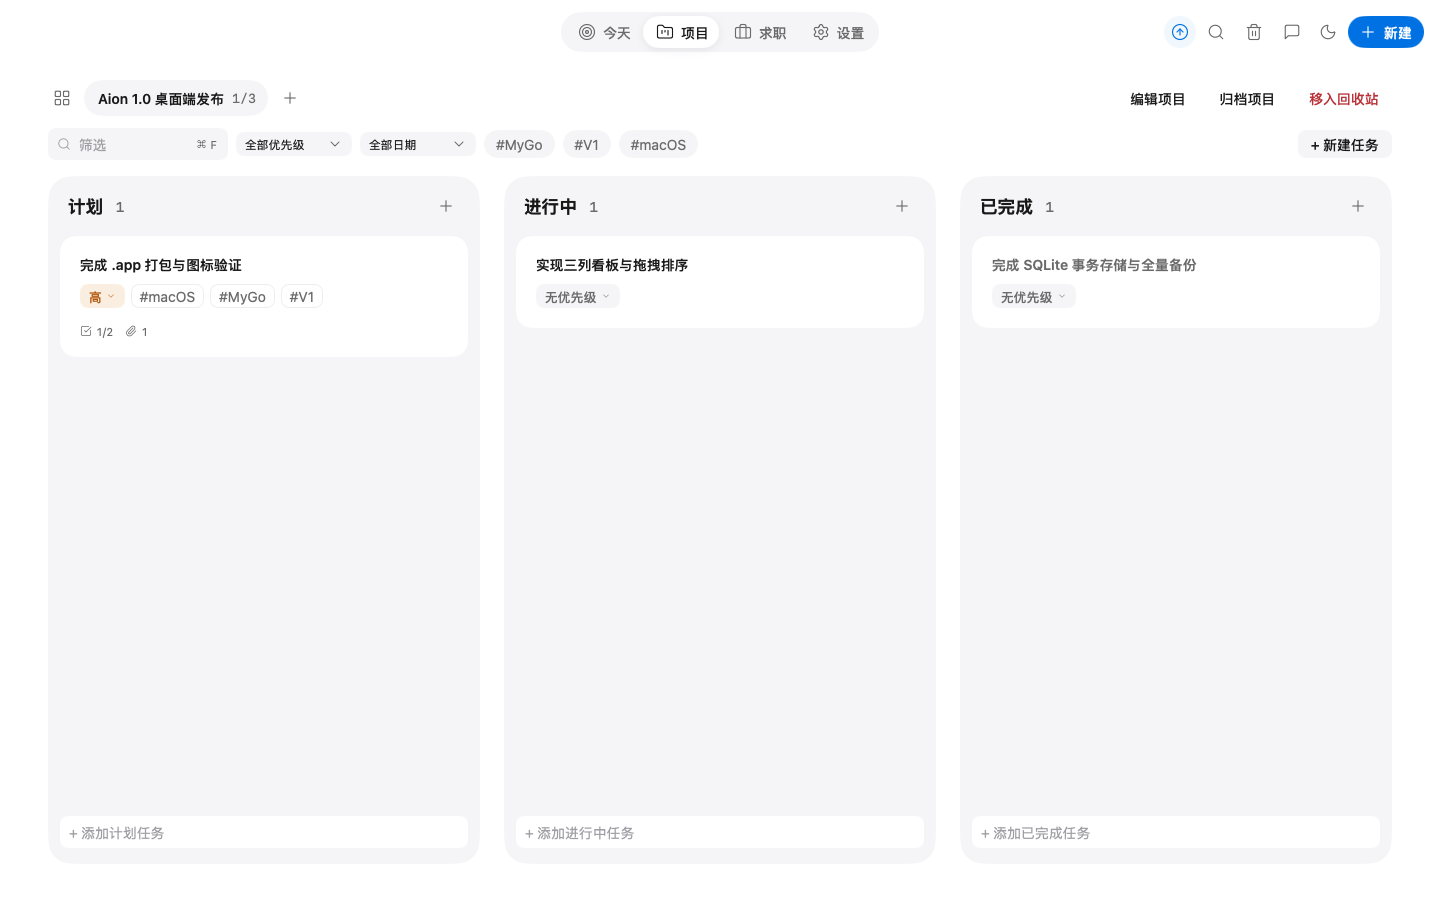 今天 项目 求职 设置 新建
Aion 1.0 桌面端发布 1/3 编辑项目 归档项目 移入回收站
筛选 ⌘ F 全部优先级 全部日期 #MyGo #V1 #macOS + 新建任务
计划 1
完成 .app 打包与图标验证
高 #macOS #MyGo #V1
1/2 1
+ 添加计划任务
进行中 1
实现三列看板与拖拽排序
无优先级
+ 添加进行中任务
已完成 1
完成 SQLite 事务存储与全量备份
无优先级
+ 添加已完成任务